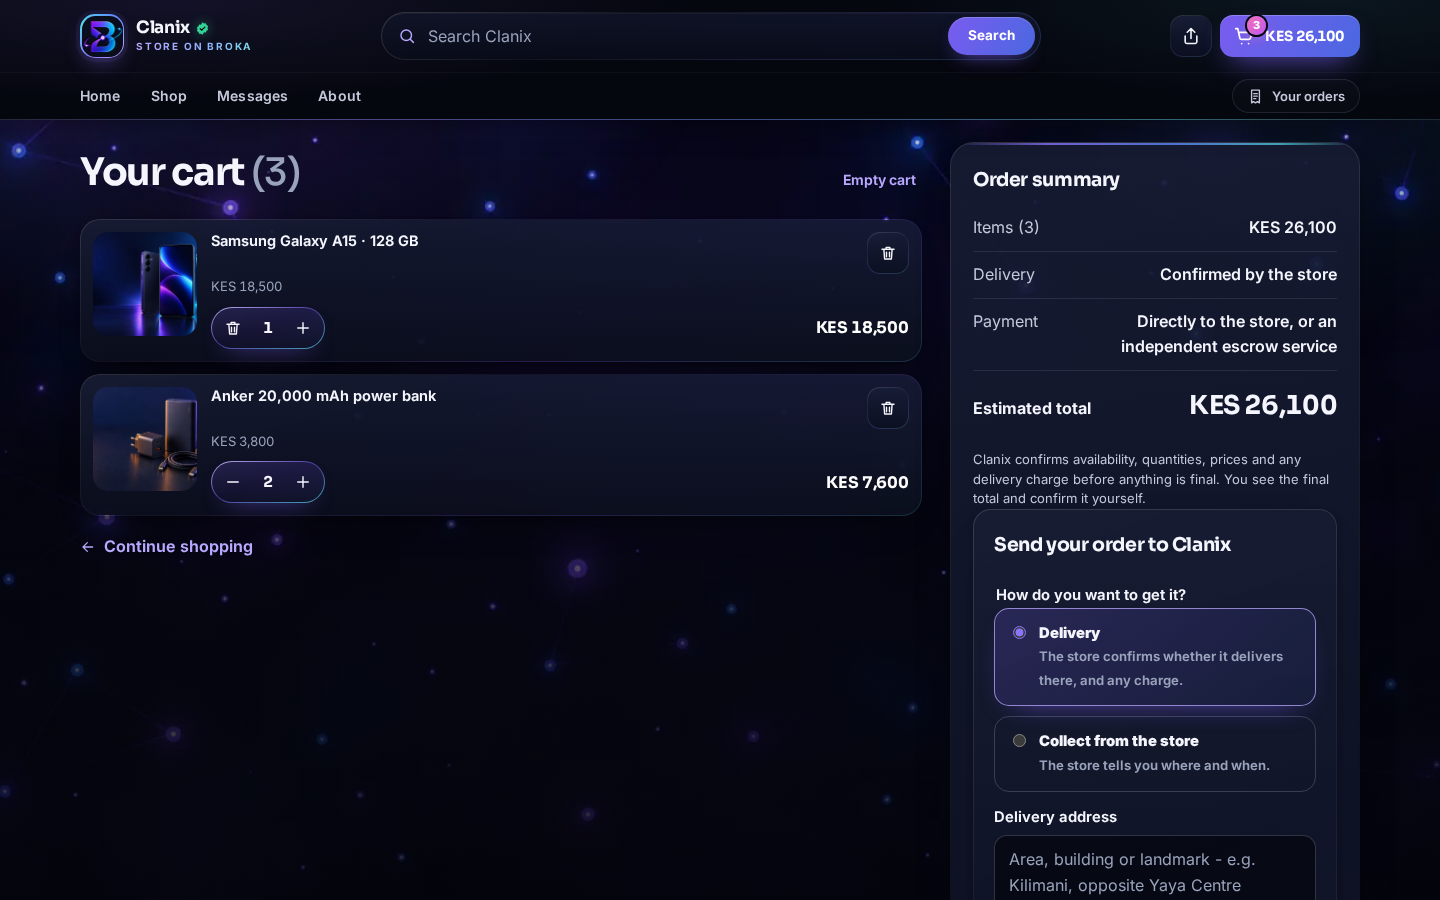 Clanix
STORE ON BROKA
Search Clanix
Search
3
KES 26,100
Home
Shop
Messages
About
Your orders
Your cart (3)
Empty cart
Samsung Galaxy A15 · 128 GB
KES 18,500
1
KES 18,500
Anker 20,000 mAh power bank
KES 3,800
2
KES 7,600
← Continue shopping
Order summary
Items (3)
KES 26,100
Delivery
Confirmed by the store
Payment
Directly to the store, or an
independent escrow service
Estimated total
KES 26,100
Clanix confirms availability, quantities, prices and any
delivery charge before anything is final. You see the final
total and confirm it yourself.
Send your order to Clanix
How do you want to get it?
Delivery
The store confirms whether it delivers
there, and any charge.
Collect from the store
The store tells you where and when.
Delivery address
Area, building or landmark - e.g.
Kilimani, opposite Yaya Centre